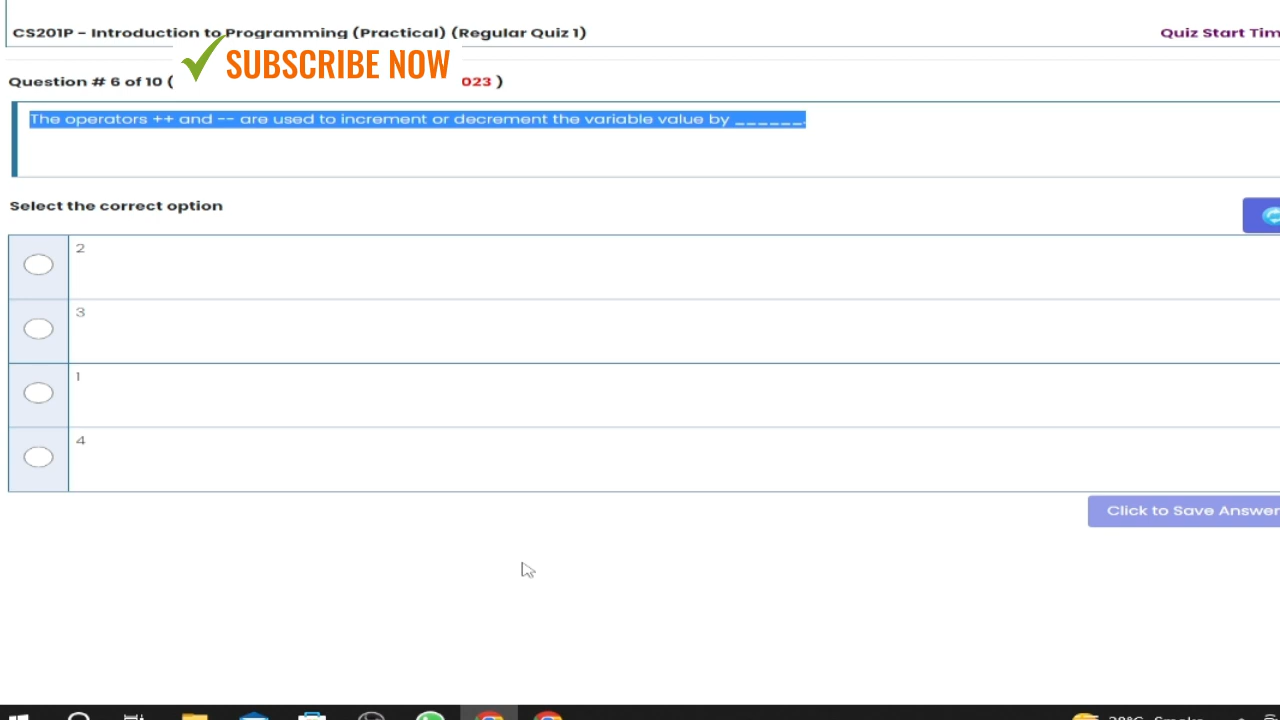 CS201P - Introduction to Programming (Practical) (Regular Quiz 1)
Quiz Start Tim
SUBSCRIBE NOW
Question # 6 of 10 (
023 )
The operators ++ and -- are used to increment or decrement the variable value by ______.
Select the correct option
2
3
1
4
Click to Save Answer